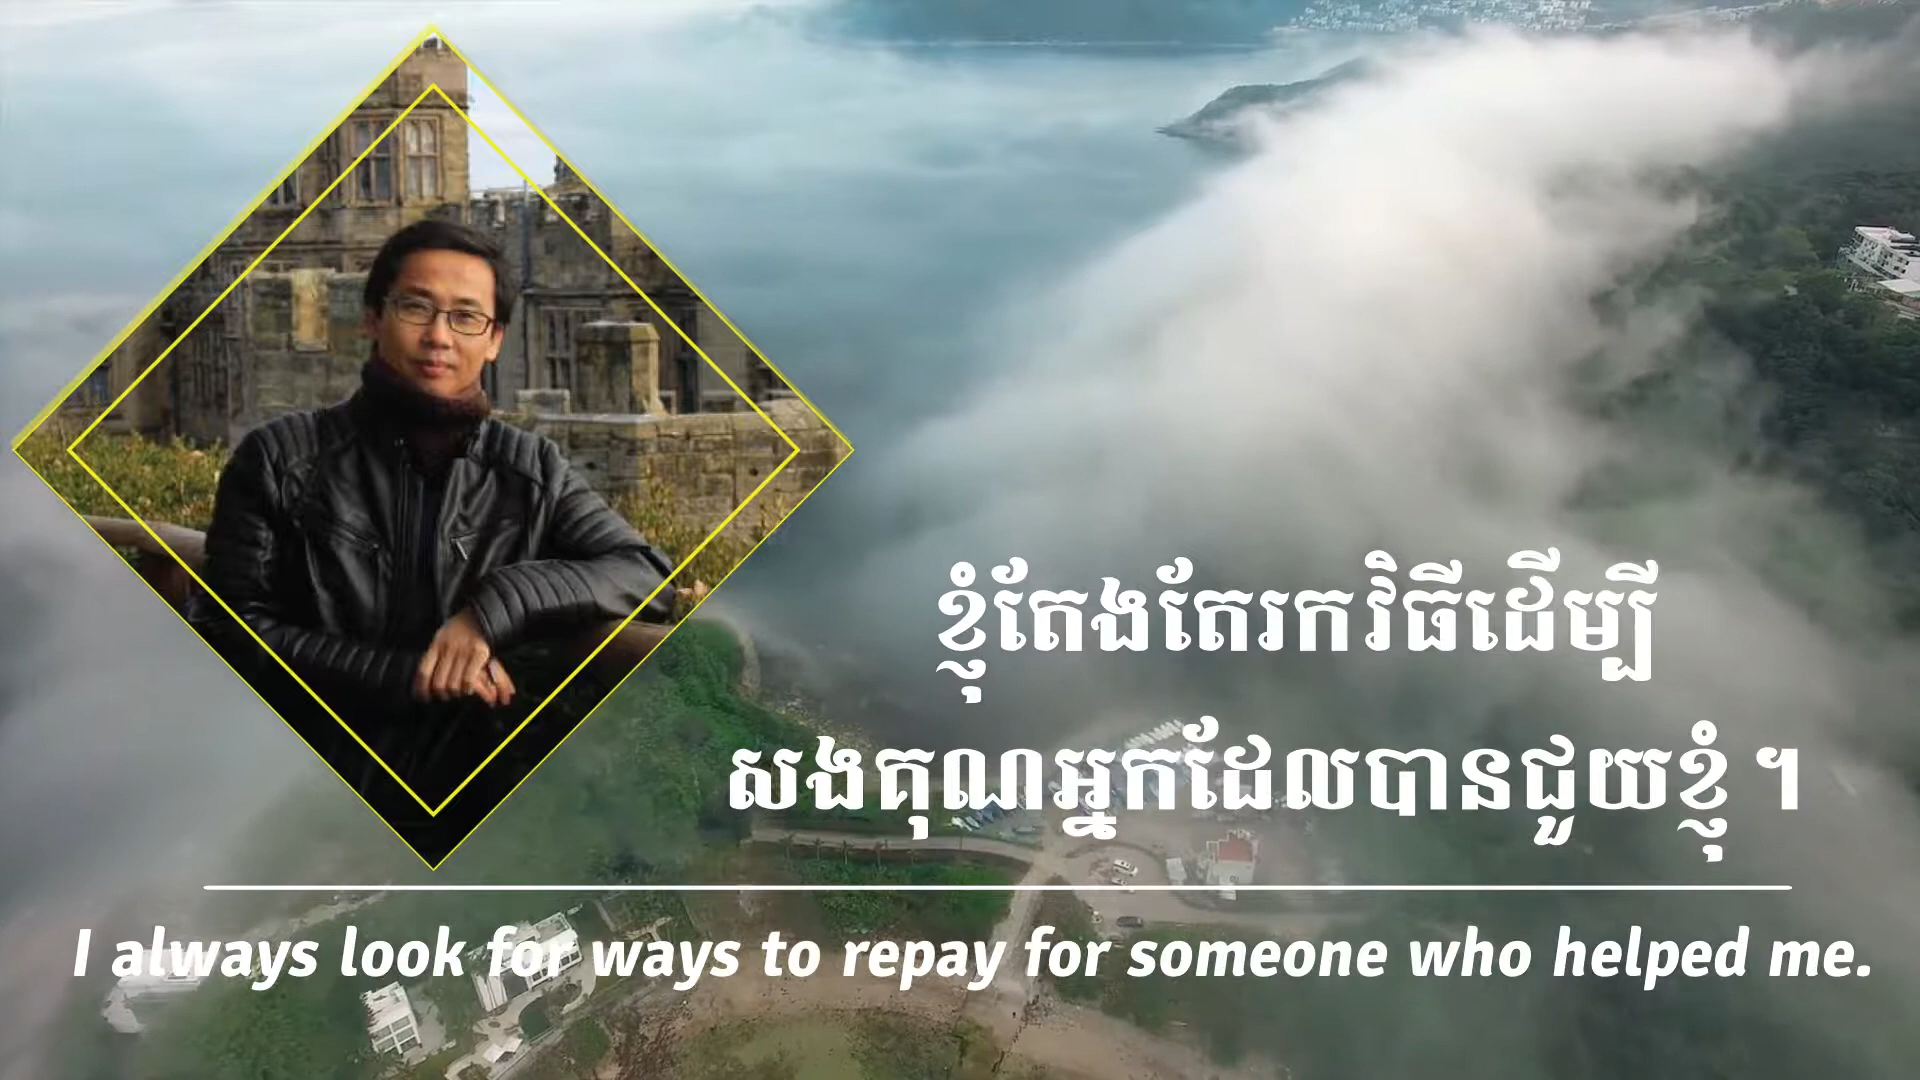 ខ្ញុំតែងតែរកវិធីដើម្បី
សងគុណអ្នកដែលបានជួយខ្ញុំ ។
I always look for ways to repay for someone who helped me.